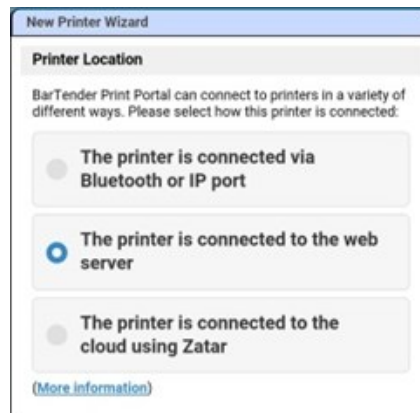 New Printer Wizard
Printer Location
BarTender Print Portal can connect to printers in a variety of
different ways. Please select how this printer is connected:
The printer is connected via
Bluetooth or IP port
The printer is connected to the web
server
The printer is connected to the
cloud using Zatar
(More information)